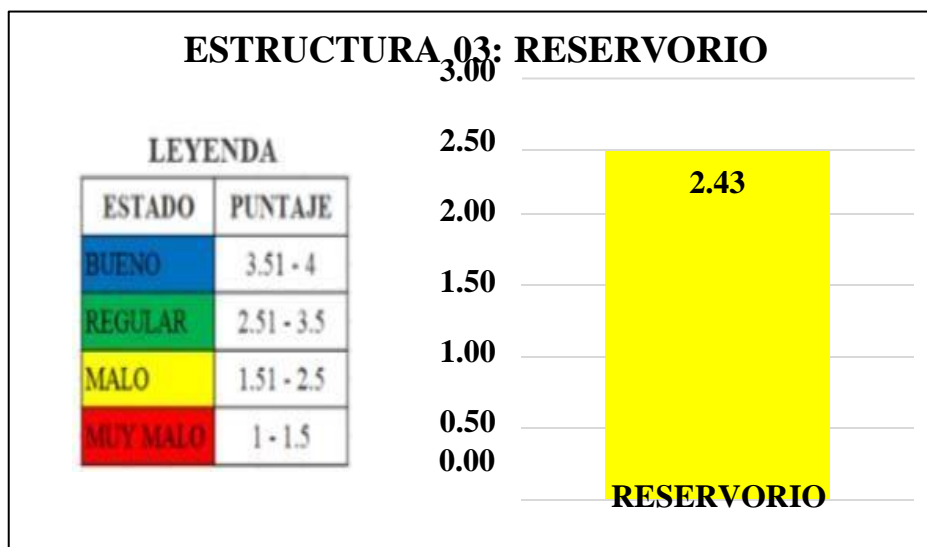 ESTRUCTURA 03: RESERVORIO
LEYENDA
ESTADO PUNTAJE
BUENO 3.51 - 4
REGULAR 2.51 - 3.5
MALO 1.51 - 2.5
MUY MALO 1 - 1.5
3.00
2.50
2.43
2.00
1.50
1.00
0.50
0.00
RESERVORIO